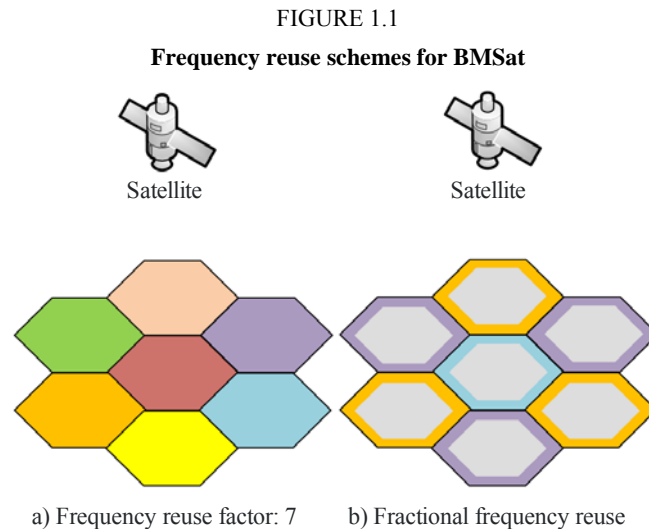 FIGURE 1.1
Frequency reuse schemes for BMSat
Satellite
Satellite
a) Frequency reuse factor: 7
b) Fractional frequency reuse